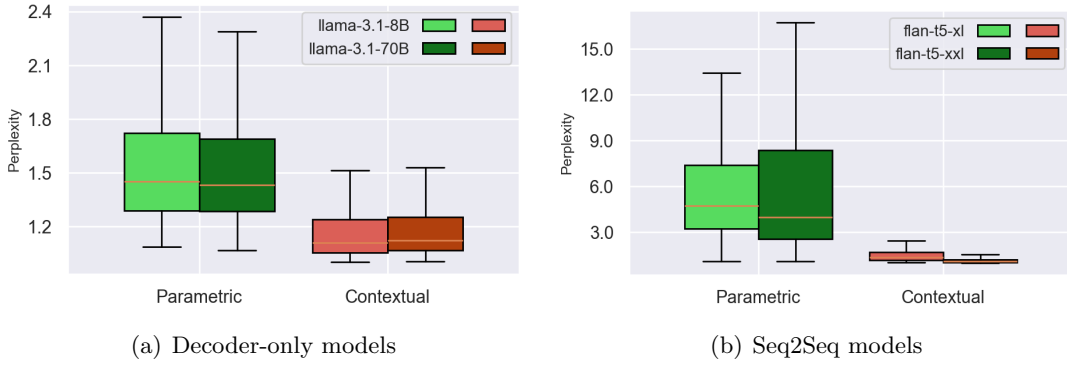 2.4
2.1
1.8
1.5
1.2
Perplexity
llama-3.1-8B
llama-3.1-70B
Parametric
Contextual
(a) Decoder-only models
15.0
12.0
9.0
6.0
3.0
Perplexity
flan-t5-xl
flan-t5-xxl
Parametric
Contextual
(b) Seq2Seq models